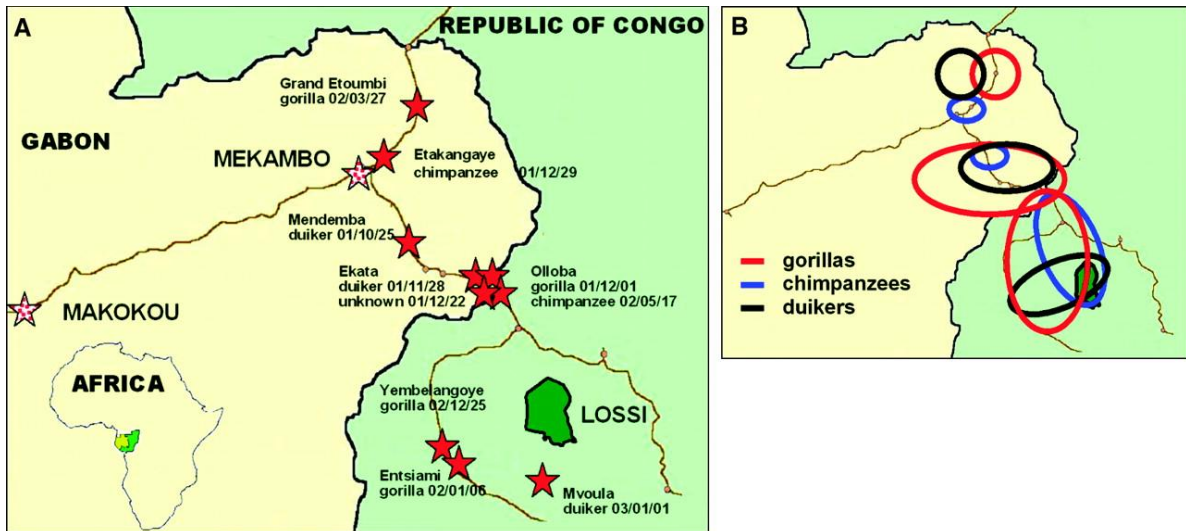 A
REPUBLIC OF CONGO
Grand Etoumbi
gorilla 02/03/27
GABON
MEKAMBO
Etakangaye
chimpanzee 01/12/29
Mendemba
duiker 01/10/25
Ekata
duiker 01/11/28
unknown 01/12/22
Olloba
gorilla 01/12/01
chimpanzee 02/05/17
MAKOKOU
AFRICA
Yembelangoye
gorilla 02/12/25
LOSSI
Entsiami
gorilla 02/01/06
Mvoula
duiker 03/01/01
B
gorillas
chimpanzees
duikers